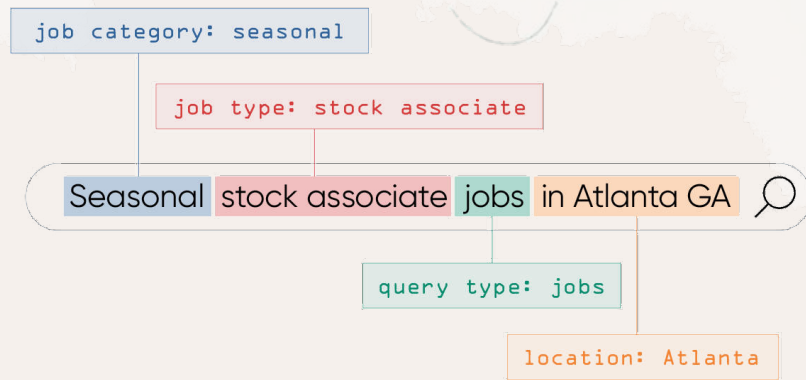 job category: seasonal
job type: stock associate
Seasonal stock associate jobs in Atlanta GA
query type: jobs
location: Atlanta